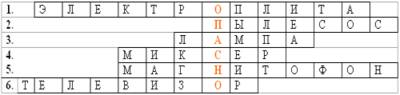 1. ЭЛЕКТРОПЛИТА
2. ПЫЛЕСОС
3. ЛАМПА
4. МИКСЕР
5. МАГНИТОФОН
6. ТЕЛЕВИЗОР